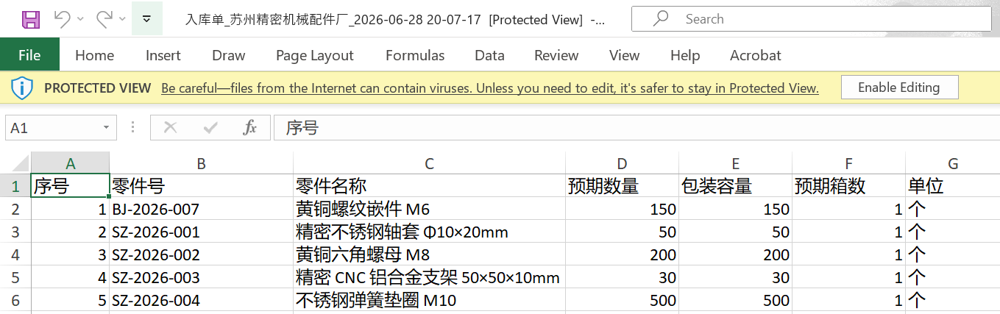 入库单_苏州精密机械配件厂_2026-06-28 20-07-17 [Protected View] -... Search
File Home Insert Draw Page Layout Formulas Data Review View Help Acrobat
PROTECTED VIEW Be careful—files from the Internet can contain viruses. Unless you need to edit, it's safer to stay in Protected View. Enable Editing
A1 fx 序号
A B C D E F G
1 序号 零件号 零件名称 预期数量 包装容量 预期箱数 单位
2 1 BJ-2026-007 黄铜螺纹嵌件 M6 150 150 1 个
3 2 SZ-2026-001 精密不锈钢轴套 Φ10×20mm 50 50 1 个
4 3 SZ-2026-002 黄铜六角螺母 M8 200 200 1 个
5 4 SZ-2026-003 精密 CNC 铝合金支架 50×50×10mm 30 30 1 个
6 5 SZ-2026-004 不锈钢弹簧垫圈 M10 500 500 1 个